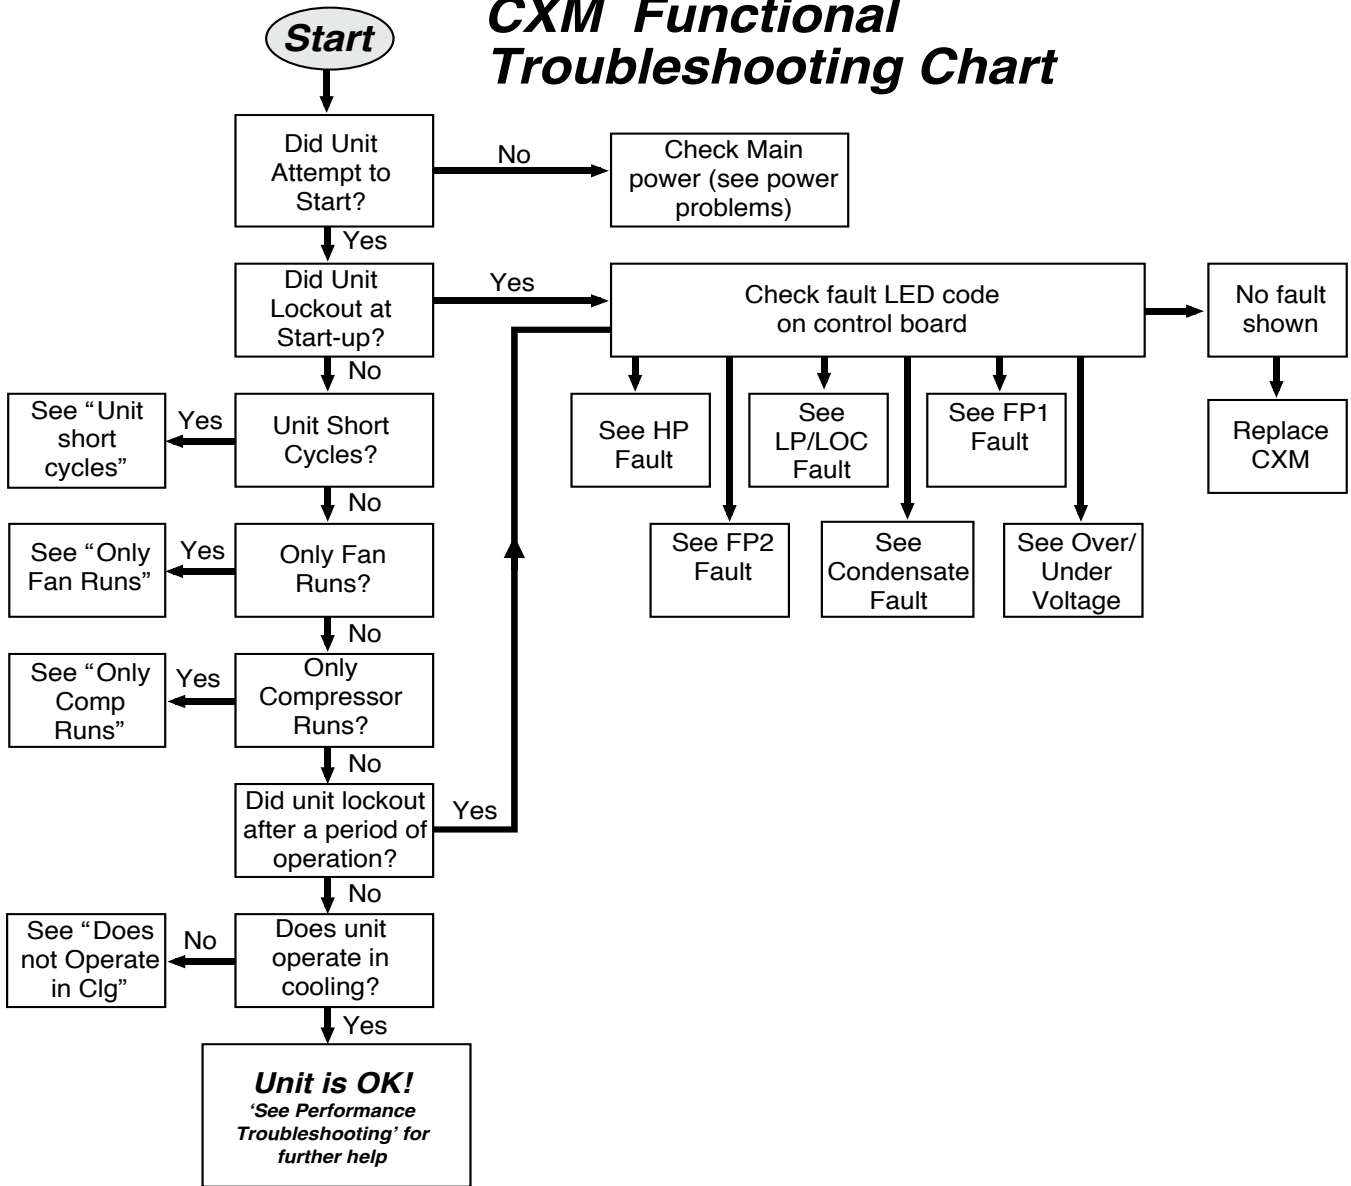 CXM Functional
Troubleshooting Chart
Start
Did Unit
Attempt to
Start?
No
Check Main
power (see power
problems)
Yes
Did Unit
Lockout at
Start-up?
Yes
Check fault LED code
on control board
No fault
shown
Replace
CXM
See HP
Fault
See
LP/LOC
Fault
See FP1
Fault
See FP2
Fault
See
Condensate
Fault
See Over/
Under
Voltage
No
Unit Short
Cycles?
Yes
See “Unit
short
cycles”
No
Only Fan
Runs?
Yes
See “Only
Fan Runs”
No
Only
Compressor
Runs?
Yes
See “Only
Comp
Runs”
No
Did unit lockout
after a period of
operation?
Yes
No
Does unit
operate in
cooling?
No
See “Does
not Operate
in Clg”
Yes
Unit is OK!
‘See Performance
Troubleshooting’ for
further help